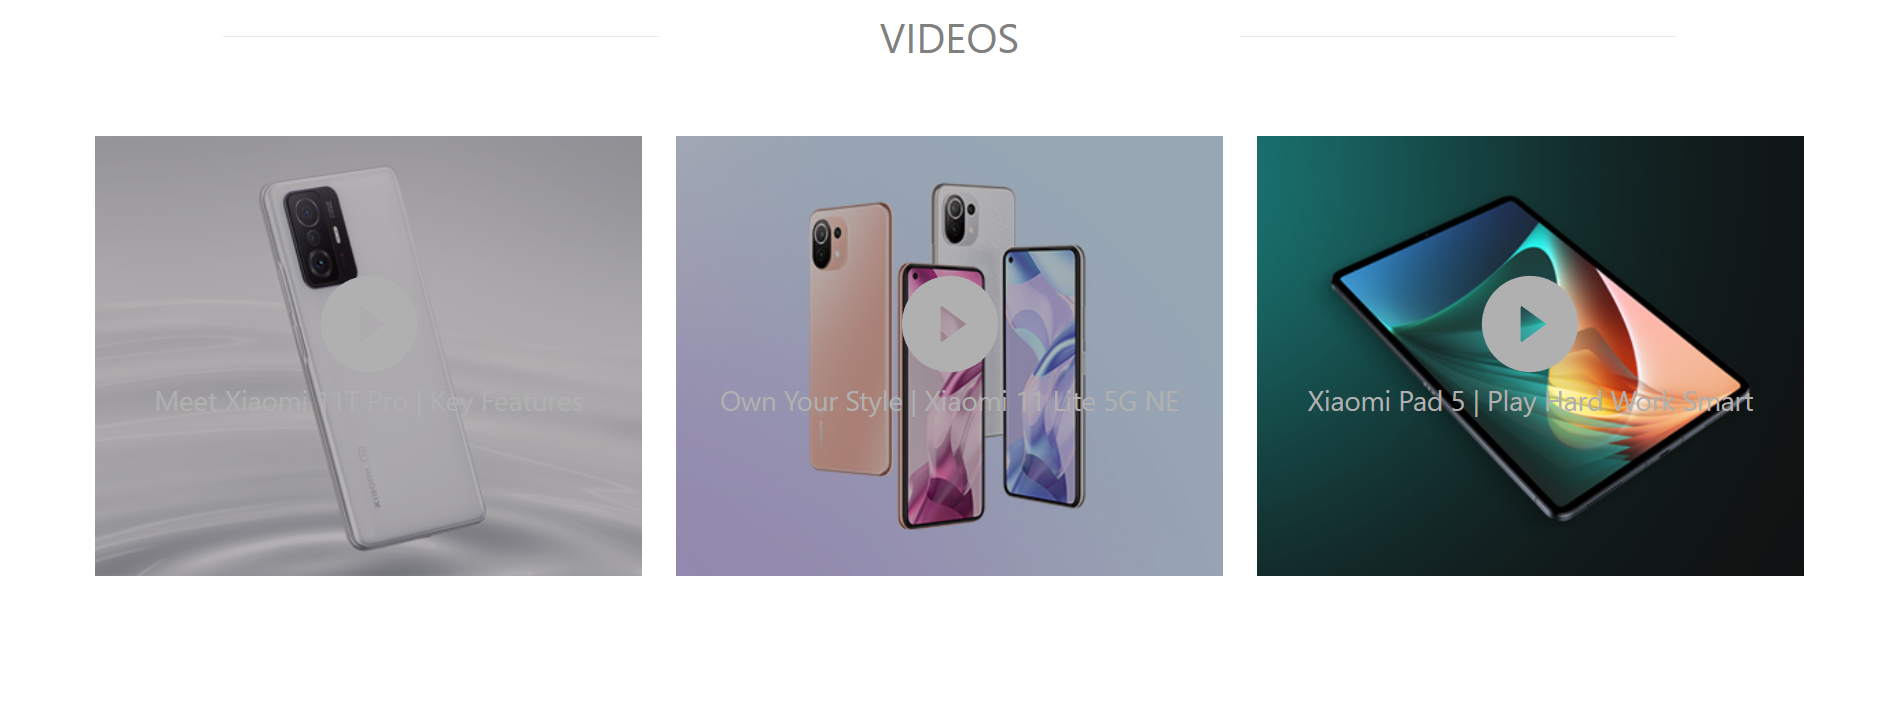 VIDEOS
Meet Xiaomi 11T Pro | Key Features
Own Your Style | Xiaomi 11 Lite 5G NE
Xiaomi Pad 5 | Play Hard Work Smart
XIAOMI